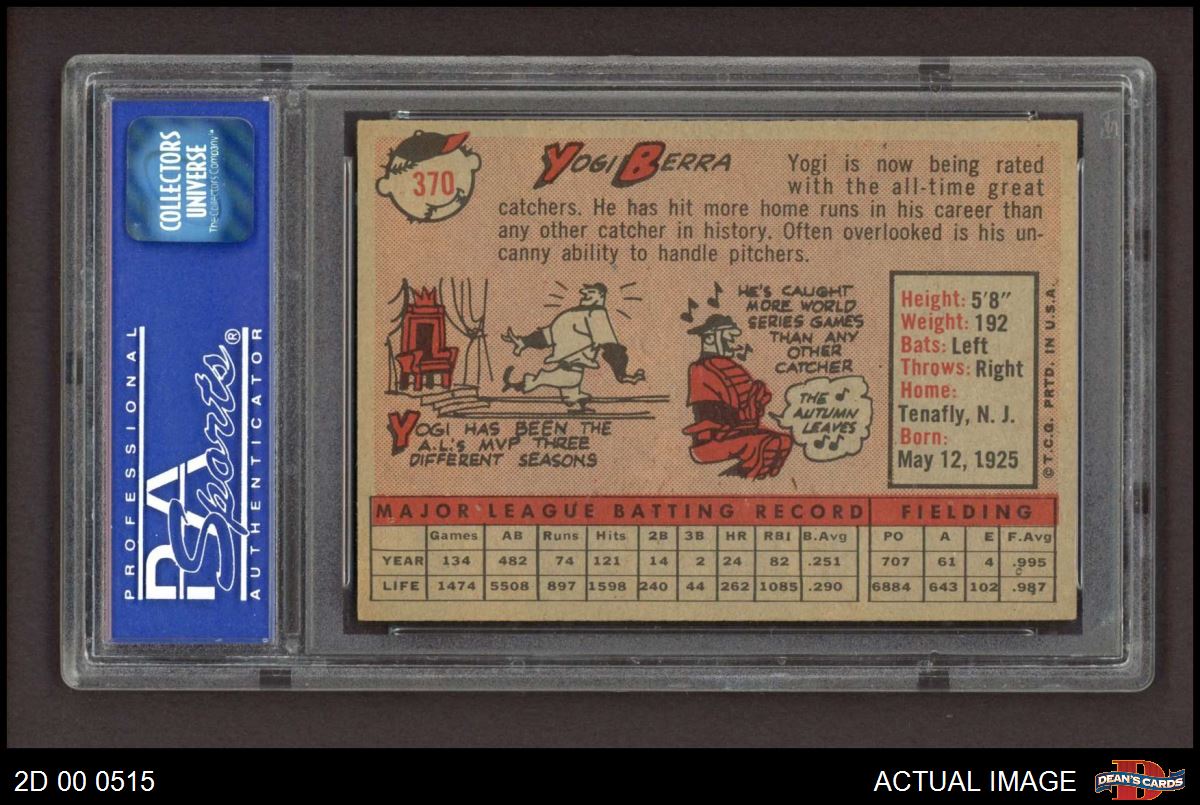 COLLECTORS
UNIVERSE
The Collectors Company™
PROFESSIONAL
PSA
Sports®
AUTHENTICATOR
370
YOGI BERRA
Yogi is now being rated
with the all-time great
catchers. He has hit more home runs in his career than
any other catcher in history. Often overlooked is his un-
canny ability to handle pitchers.
YOGI HAS BEEN THE
A.L.'s MVP THREE
DIFFERENT SEASONS
HE'S CAUGHT
MORE WORLD
SERIES GAMES
THAN ANY
OTHER
CATCHER
THE
AUTUMN
LEAVES
Height: 5'8"
Weight: 192
Bats: Left
Throws: Right
Home:
Tenafly, N. J.
Born:
May 12, 1925
© T.C.G. PRTD. IN U.S.A.
MAJOR LEAGUE BATTING RECORD FIELDING
Games AB Runs Hits 2B 3B HR RBI B.Avg PO A E F.Avg
YEAR 134 482 74 121 14 2 24 82 .251 707 61 4 .995
LIFE 1474 5508 897 1598 240 44 262 1085 .290 6884 643 102 .987
2D 00 0515
ACTUAL IMAGE
DEAN'S CARDS